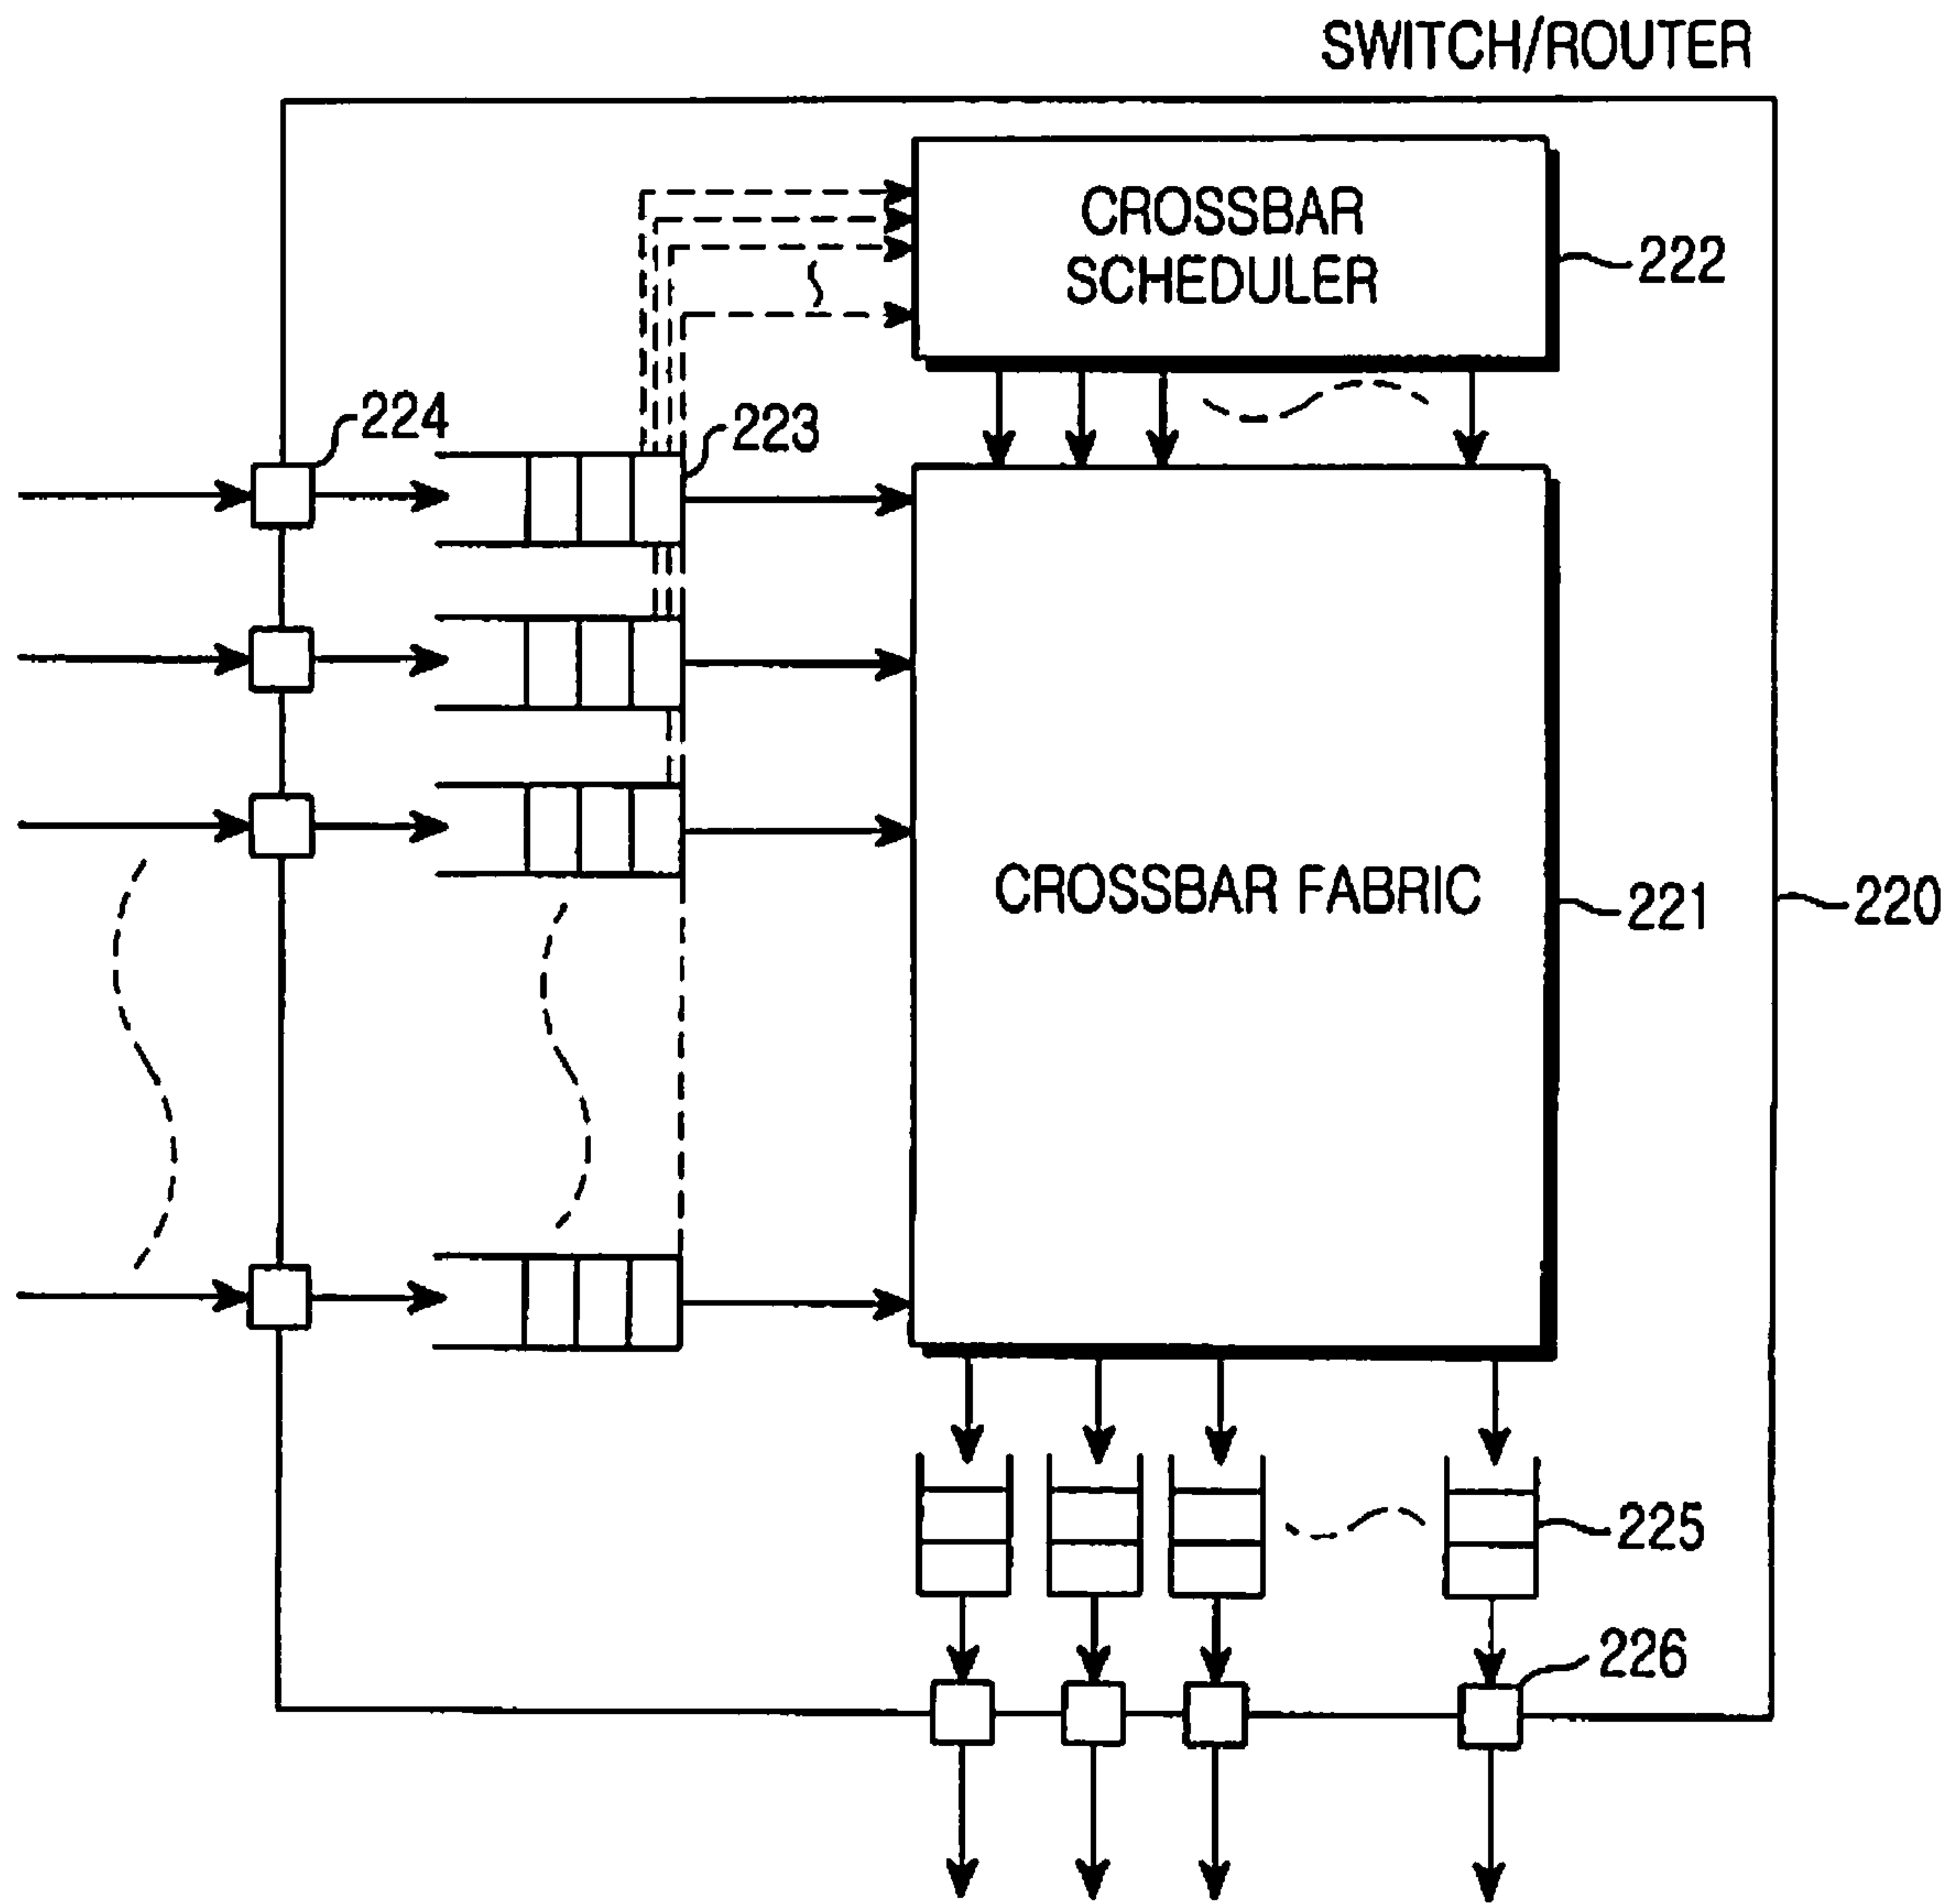 SWITCH/ROUTER
CROSSBAR
SCHEDULER
222
224
223
CROSSBAR FABRIC
221
220
225
226